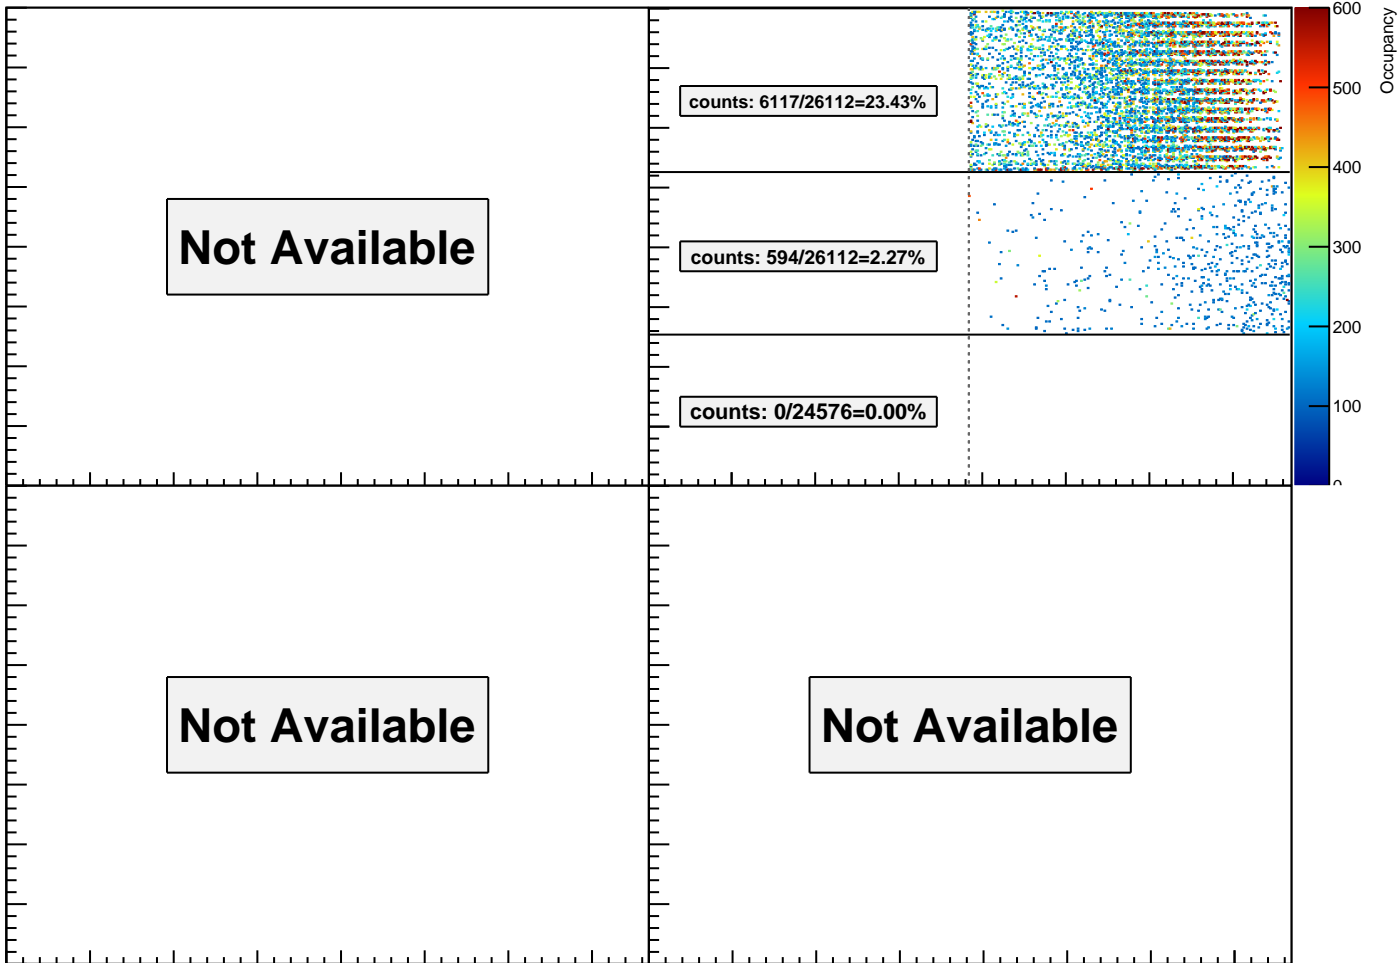 counts: 6117/26112=23.43%
Not Available
counts: 594/26112=2.27%
counts: 0/24576=0.00%
600
500
400
300
200
100
0
Occupancy
Not Available
Not Available